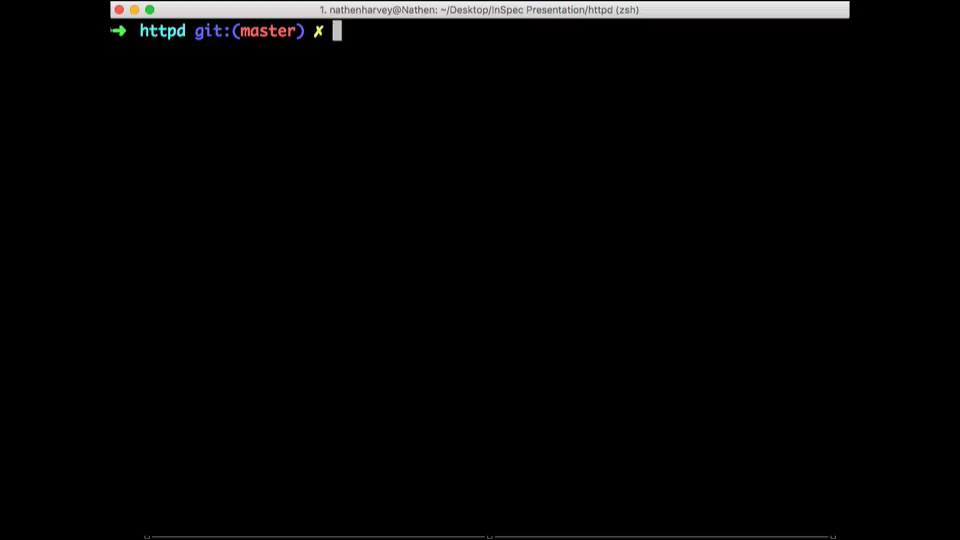 1. nathenharvey@Nathen: ~/Desktop/InSpec Presentation/httpd (zsh)
➜ httpd git:(master) ✗